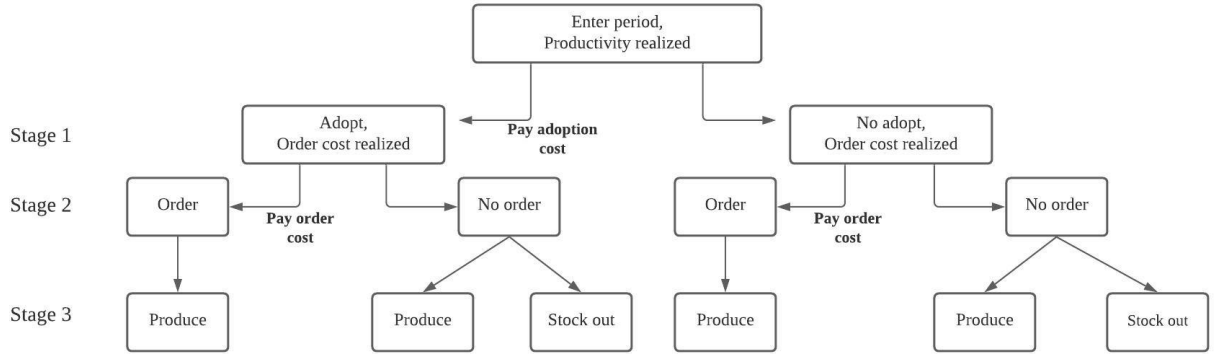 Enter period,
Productivity realized
Stage 1
Adopt,
Order cost realized
Pay adoption
cost
No adopt,
Order cost realized
Stage 2
Order
Pay order
cost
No order
Order
Pay order
cost
No order
Stage 3
Produce
Produce
Stock out
Produce
Produce
Stock out